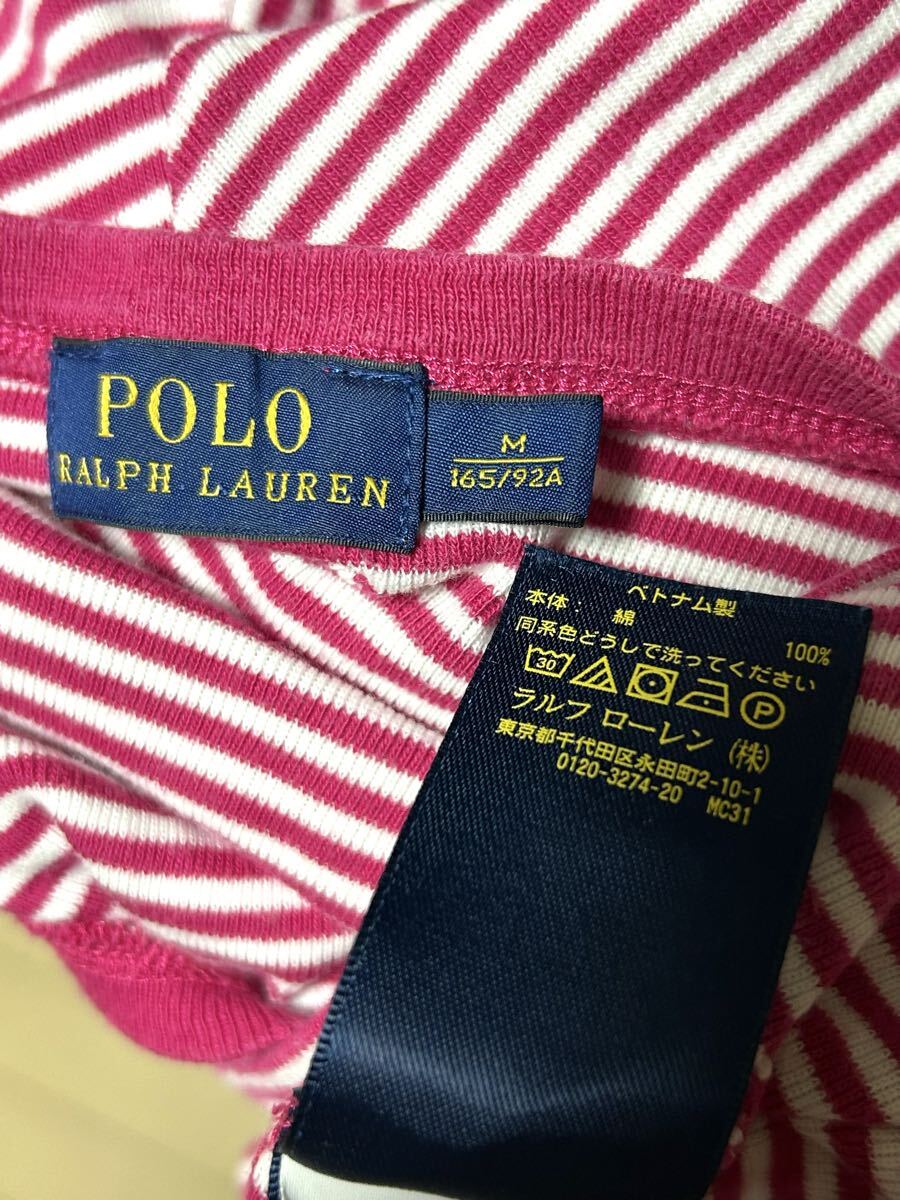 POLO
RALPH LAUREN
M
165/92A
ベトナム製
本体: 綿 100%
同系色どうしで洗ってください
30 P
ラルフ ローレン (株)
東京都千代田区永田町2-10-1
0120-3274-20 MC31